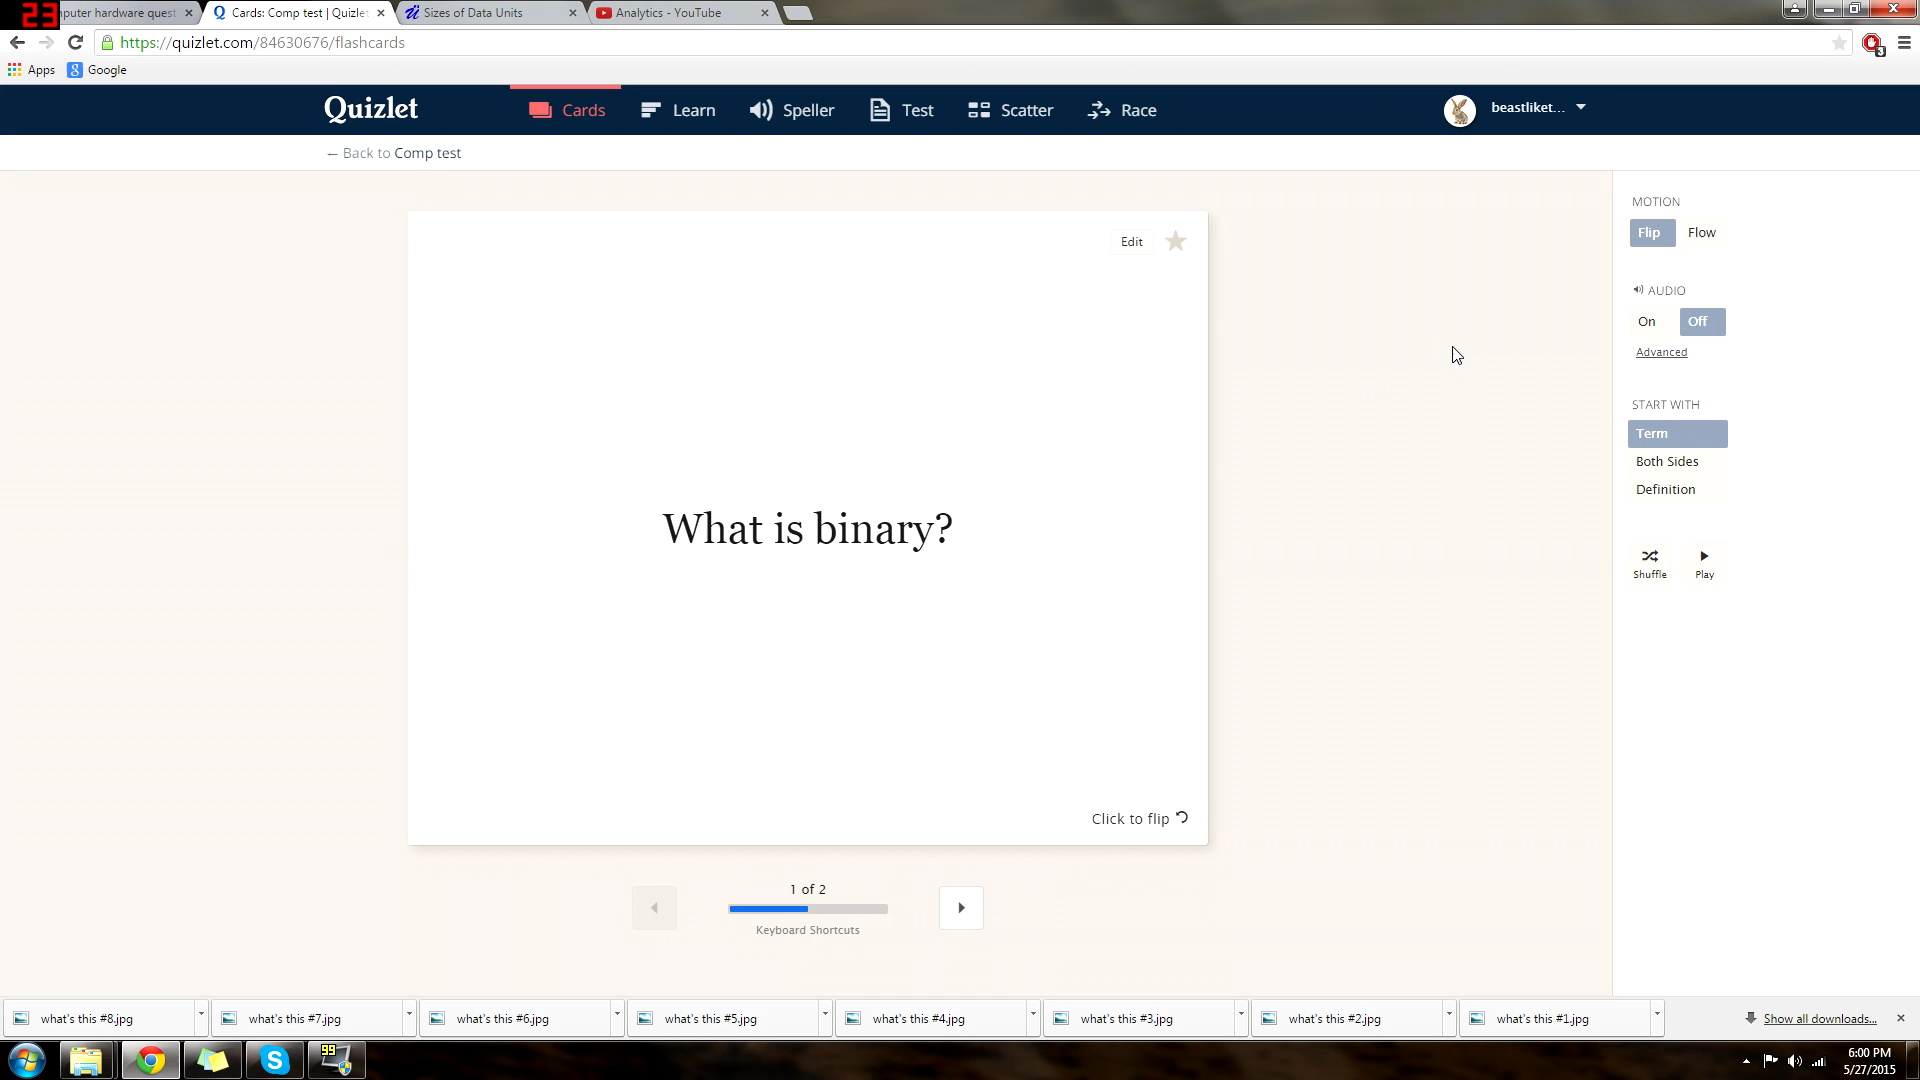 23
nputer hardware quest
Cards: Comp test | Quizlet
Sizes of Data Units
Analytics - YouTube
https://quizlet.com/84630676/flashcards
3
Apps
Google
Quizlet
Cards
Learn
Speller
Test
Scatter
Race
beastliket...
← Back to Comp test
MOTION
Flip
Flow
AUDIO
On
Off
Advanced
START WITH
Term
Both Sides
Definition
Shuffle
Play
Edit
What is binary?
Click to flip
1 of 2
Keyboard Shortcuts
what's this #8.jpg
what's this #7.jpg
what's this #6.jpg
what's this #5.jpg
what's this #4.jpg
what's this #3.jpg
what's this #2.jpg
what's this #1.jpg
Show all downloads...
99
6:00 PM
5/27/2015